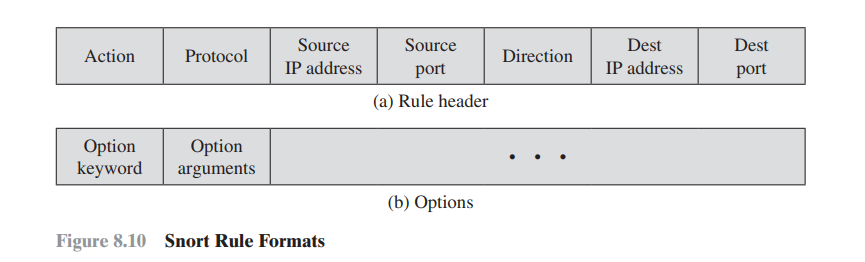 Action Protocol Source IP address Source port Direction Dest IP address Dest port
(a) Rule header
Option keyword Option arguments • • •
(b) Options
Figure 8.10 Snort Rule Formats